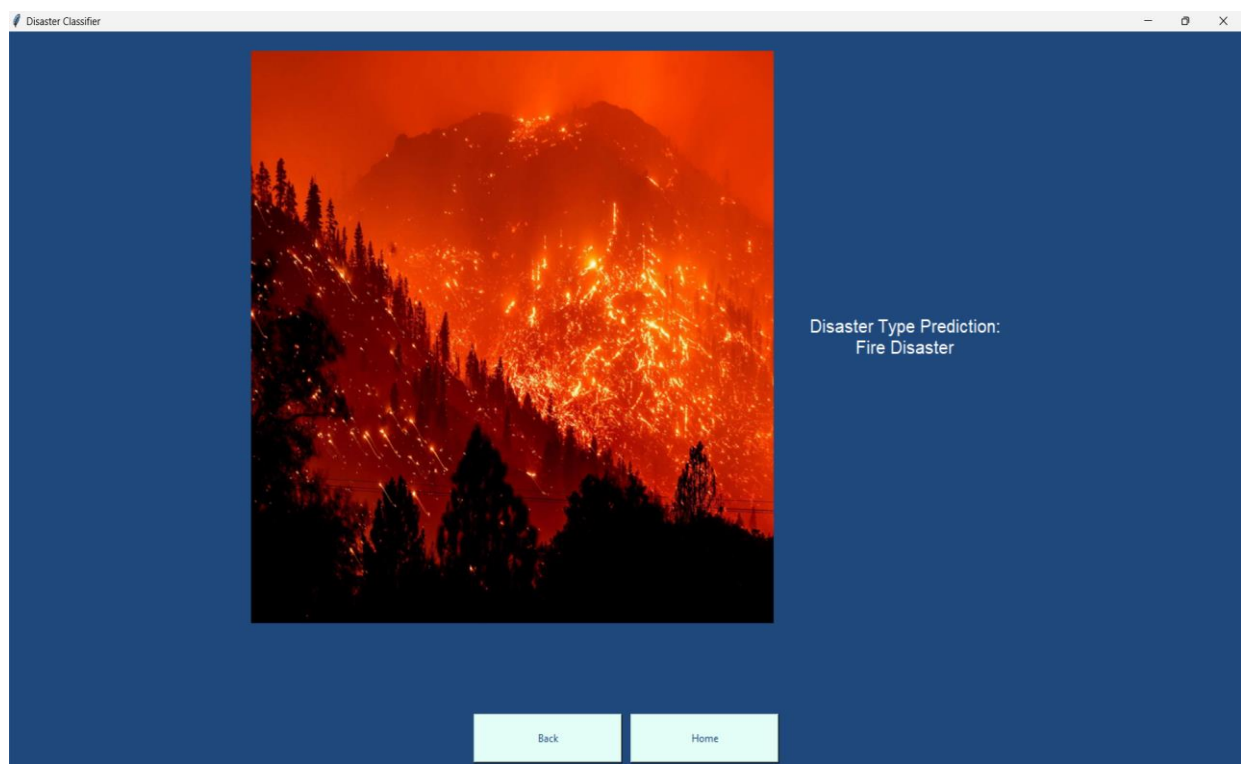 Disaster Classifier
Disaster Type Prediction:
Fire Disaster
Back
Home